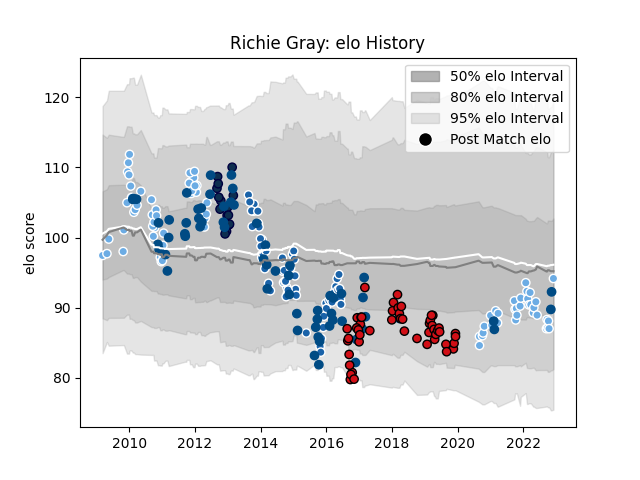 Richie Gray: elo History
50% elo Interval
80% elo Interval
95% elo Interval
Post Match elo
elo score
120
110
100
90
80
2010 2012 2014 2016 2018 2020 2022